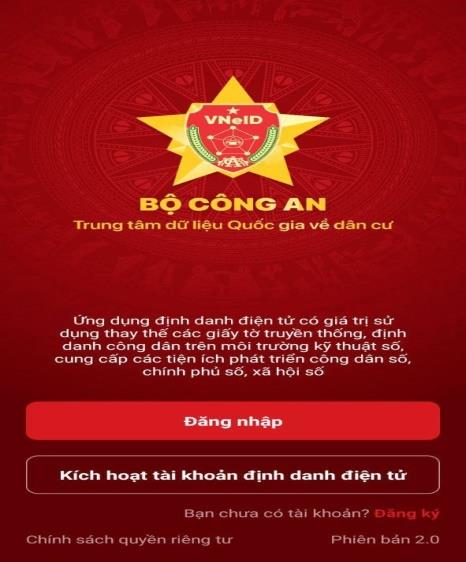 VNeID
BỘ CÔNG AN
Trung tâm dữ liệu Quốc gia về dân cư
Ứng dụng định danh điện tử có giá trị sử
dụng thay thế các giấy tờ truyền thống, định
danh công dân trên môi trường kỹ thuật số,
cung cấp các tiện ích phát triển công dân số,
chính phủ số, xã hội số
Đăng nhập
Kích hoạt tài khoản định danh điện tử
Bạn chưa có tài khoản? Đăng ký
Chính sách quyền riêng tư Phiên bản 2.0